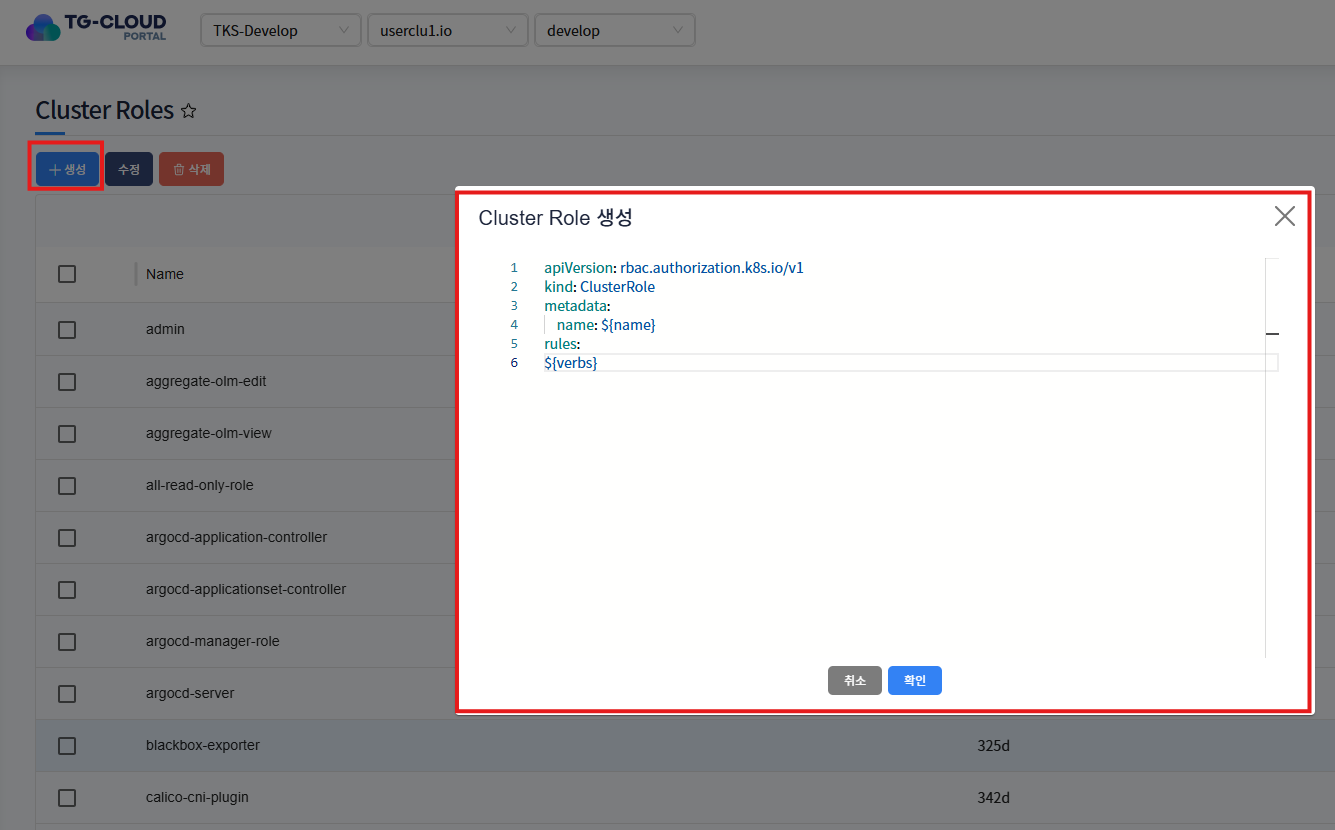 TG-CLOUD
PORTAL
TKS-Develop
userclu1.io
develop
Cluster Roles
생성
수정
삭제
Name
admin
aggregate-olm-edit
aggregate-olm-view
all-read-only-role
argocd-application-controller
argocd-applicationset-controller
argocd-manager-role
argocd-server
blackbox-exporter 325d
calico-cni-plugin 342d
Cluster Role 생성
1 apiVersion: rbac.authorization.k8s.io/v1
2 kind: ClusterRole
3 metadata:
4 name: ${name}
5 rules:
6 ${verbs}
취소
확인